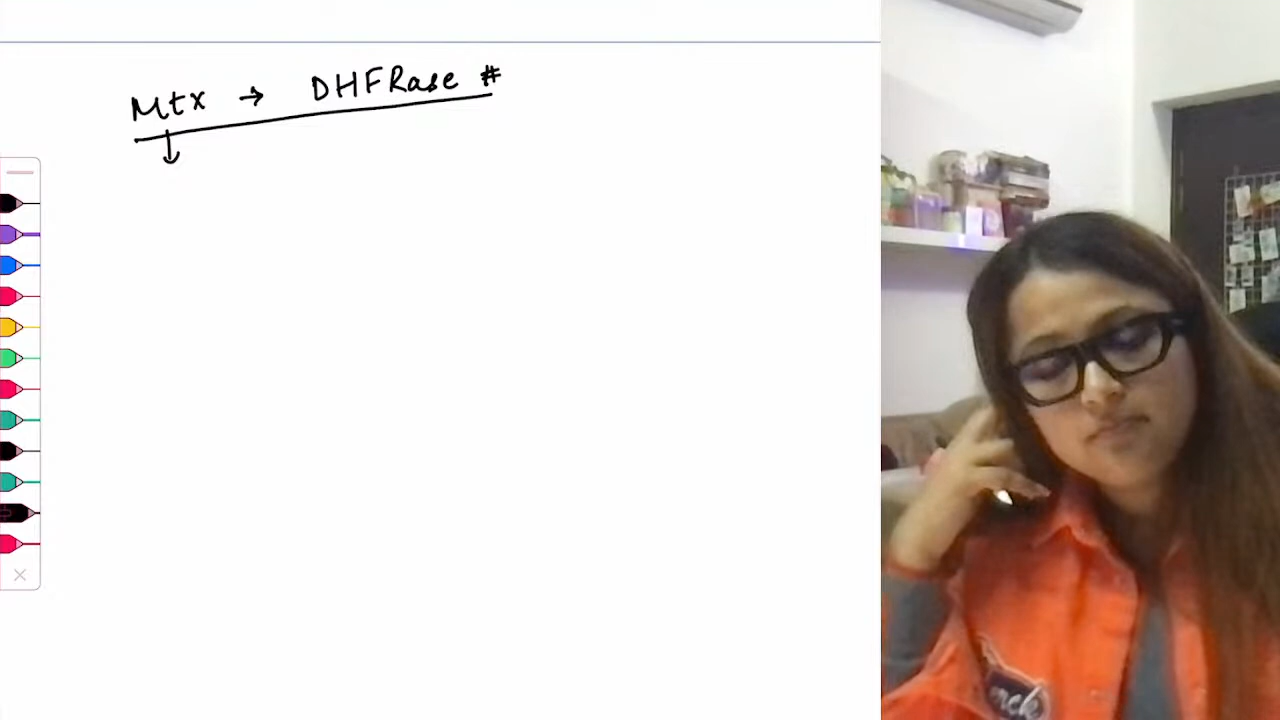 Mtx → DHFRase #
↓